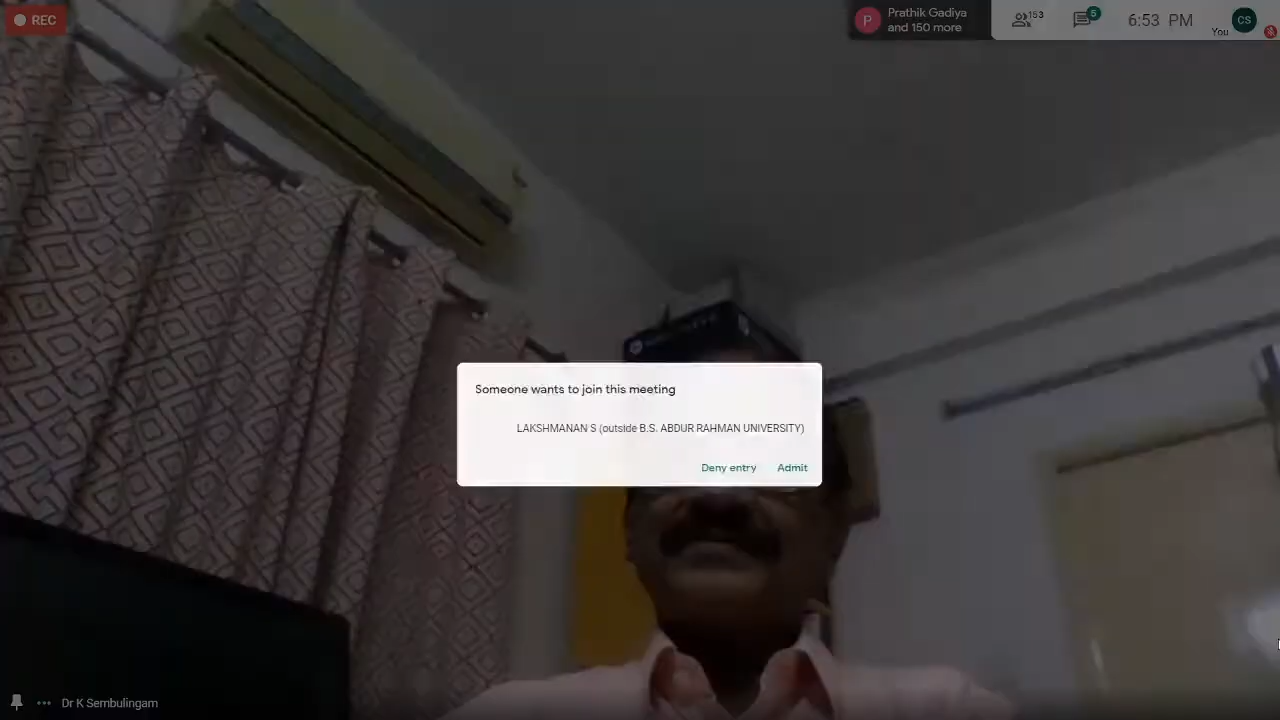 REC
P
Prathik Gadiya
and 150 more
153
5
6:53 PM
You
CS
Someone wants to join this meeting
LAKSHMANAN S (outside B.S. ABDUR RAHMAN UNIVERSITY)
Deny entry Admit
Dr K Sembulingam